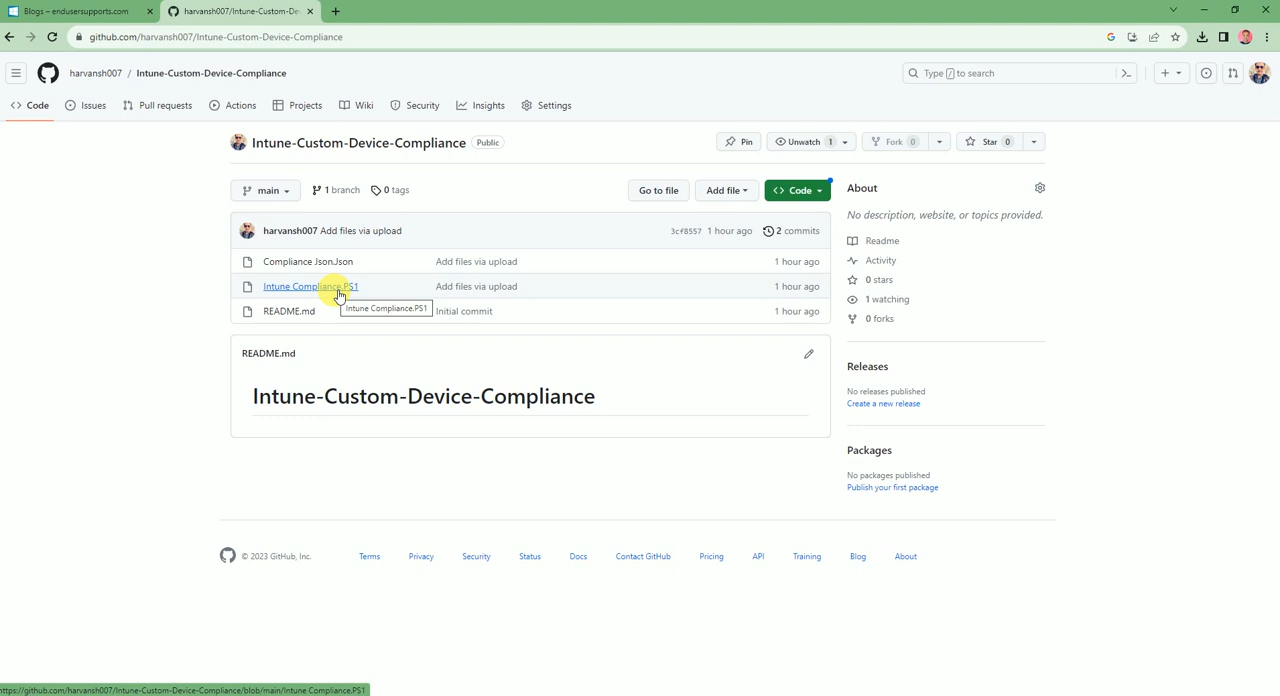 Blogs – endusersupports.com
harvansh007/Intune-Custom-De
github.com/harvansh007/Intune-Custom-Device-Compliance
harvansh007 / Intune-Custom-Device-Compliance
Type / to search
Code Issues Pull requests Actions Projects Wiki Security Insights Settings
Intune-Custom-Device-Compliance Public
Pin Unwatch 1 Fork 0 Star 0
main 1 branch 0 tags Go to file Add file Code
About
No description, website, or topics provided.
harvansh007 Add files via upload 3cf8557 1 hour ago 2 commits
Compliance Json.Json Add files via upload 1 hour ago
Intune Compliance.PS1 Add files via upload 1 hour ago
Intune Compliance.PS1
README.md Initial commit 1 hour ago
Readme
Activity
0 stars
1 watching
0 forks
README.md
Intune-Custom-Device-Compliance
Releases
No releases published
Create a new release
Packages
No packages published
Publish your first package
© 2023 GitHub, Inc. Terms Privacy Security Status Docs Contact GitHub Pricing API Training Blog About
https://github.com/harvansh007/Intune-Custom-Device-Compliance/blob/main/Intune Compliance.PS1